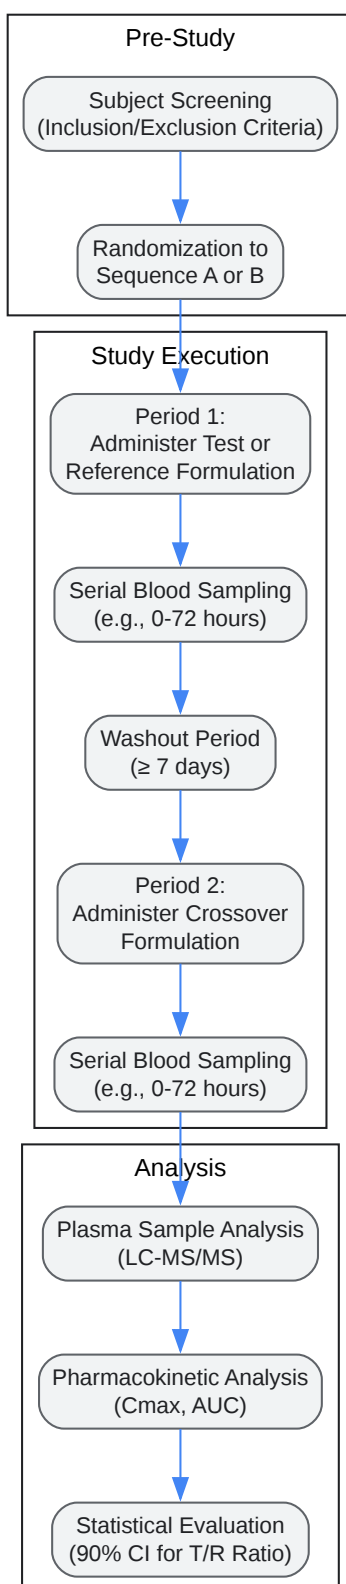 Pre-Study
Subject Screening
(Inclusion/Exclusion Criteria)
Randomization to
Sequence A or B
Study Execution
Period 1:
Administer Test or
Reference Formulation
Serial Blood Sampling
(e.g., 0-72 hours)
Washout Period
(≥ 7 days)
Period 2:
Administer Crossover
Formulation
Serial Blood Sampling
(e.g., 0-72 hours)
Analysis
Plasma Sample Analysis
(LC-MS/MS)
Pharmacokinetic Analysis
(Cmax, AUC)
Statistical Evaluation
(90% CI for T/R Ratio)